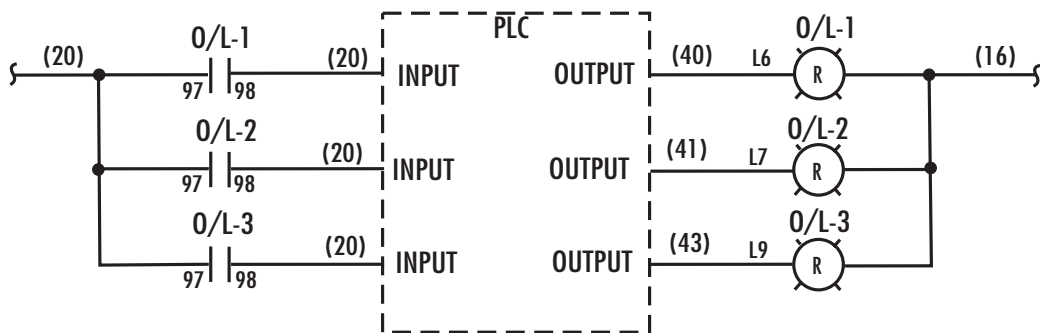 PLC
(20) O/L-1 (20) INPUT OUTPUT (40) L6 O/L-1 R (16)
97 98
O/L-2 (20) INPUT OUTPUT (41) L7 O/L-2 R
97 98
O/L-3 (20) INPUT OUTPUT (43) L9 O/L-3 R
97 98